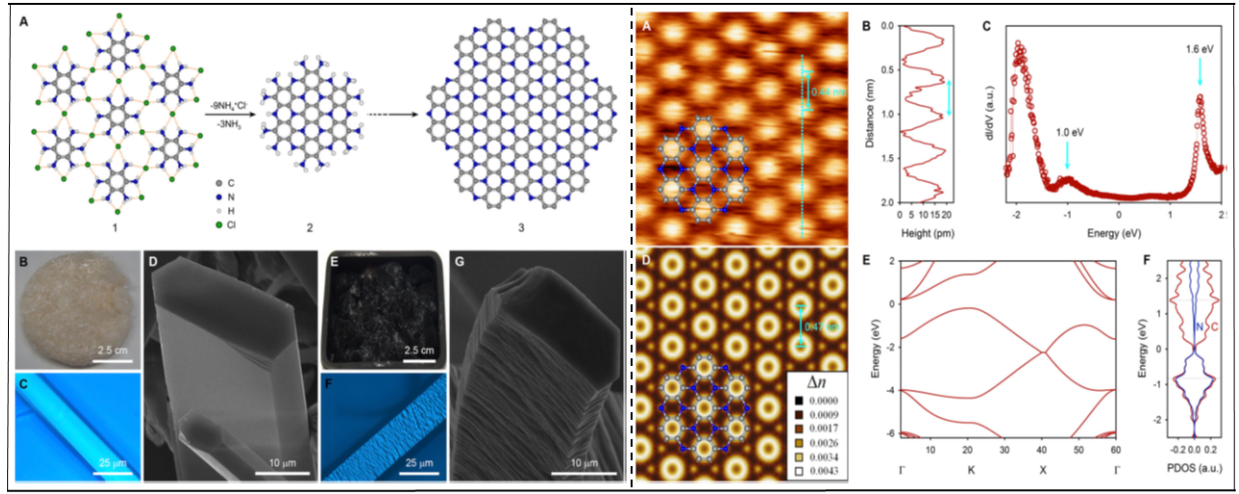 A
-9NH₄⁺Cl⁻
-3NH₃
C
N
H
Cl
1
2
3
B
2.5 cm
C
25 μm
D
10 μm
E
2.5 cm
F
25 μm
G
10 μm
A
B
0.0
0.5
1.0
1.5
2.0
Distance (nm)
0 5 10 15 20
Height (pm)
C
1.6 eV
1.0 eV
dI/dV (a.u.)
-2 -1 0 1 2
Energy (eV)
D
0.47 nm
Δn
0.0000
0.0009
0.0017
0.0026
0.0034
0.0043
E
2
0
-2
-4
-6
Energy (eV)
10 20 30 40 50 60
Γ K X Γ
F
2
1
0
-1
-2
Energy (eV)
N C
-0.2 0.0 0.2
PDOS (a.u.)